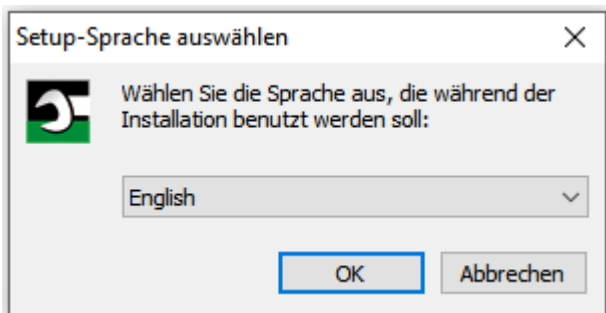 Setup-Sprache auswählen
Wählen Sie die Sprache aus, die während der
Installation benutzt werden soll:
English
OK
Abbrechen